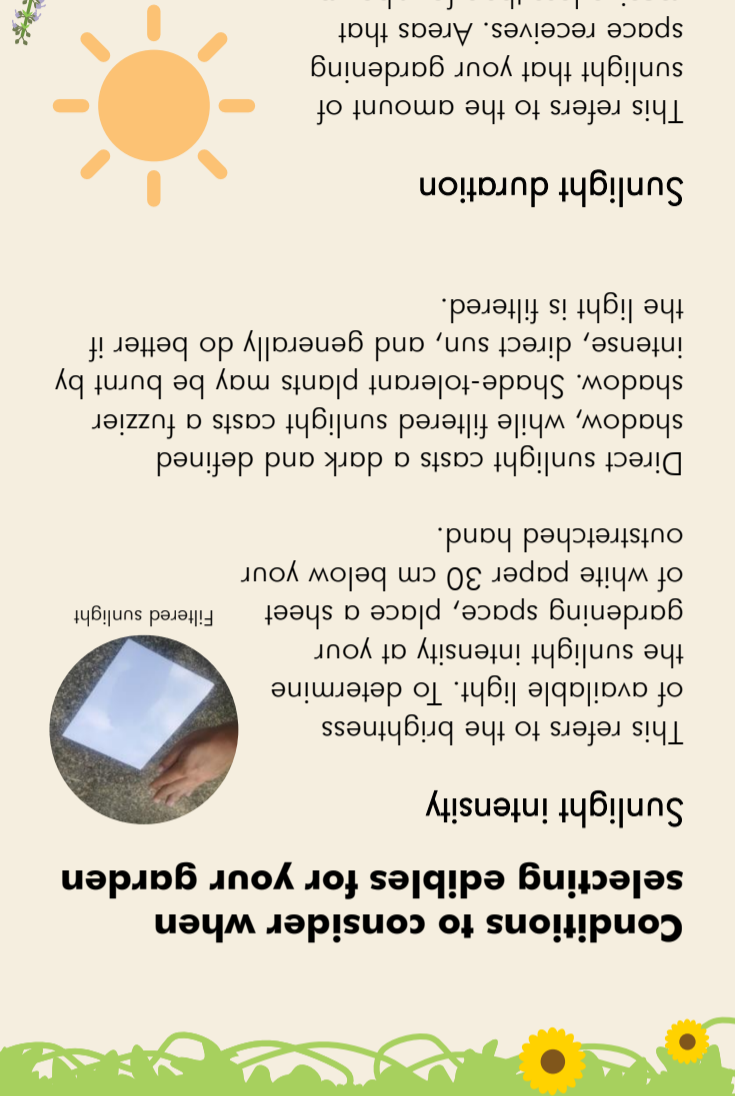 Conditions to consider when
selecting edibles for your garden
Sunlight intensity
This refers to the brightness
of available light. To determine
the sunlight intensity at your
gardening space, place a sheet
of white paper 30 cm below your
outstretched hand.
Filtered sunlight
Direct sunlight casts a dark and defined
shadow, while filtered sunlight casts a fuzzier
shadow. Shade-tolerant plants may be burnt by
intense, direct sun, and generally do better if
the light is filtered.
Sunlight duration
This refers to the amount of
sunlight that your gardening
space receives. Areas that